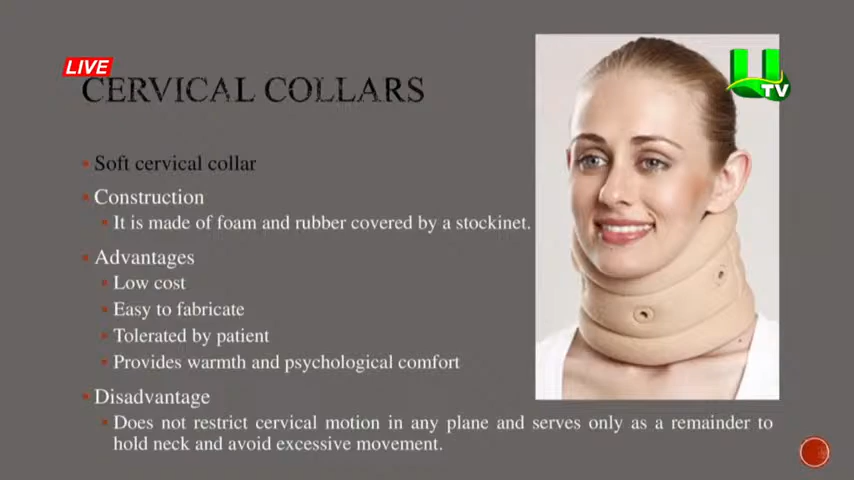 LIVE
U
TV
CERVICAL COLLARS
Soft cervical collar
Construction
It is made of foam and rubber covered by a stockinet.
Advantages
Low cost
Easy to fabricate
Tolerated by patient
Provides warmth and psychological comfort
Disadvantage
Does not restrict cervical motion in any plane and serves only as a remainder to
hold neck and avoid excessive movement.